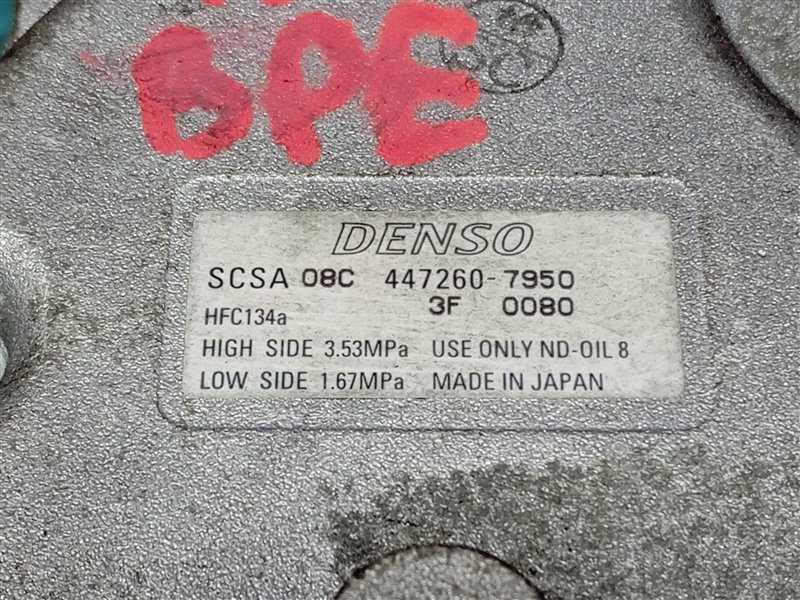 BPE
DENSO
SCSA 08C 447260-7950
3F 0080
HFC134a
HIGH SIDE 3.53MPa USE ONLY ND-OIL 8
LOW SIDE 1.67MPa MADE IN JAPAN